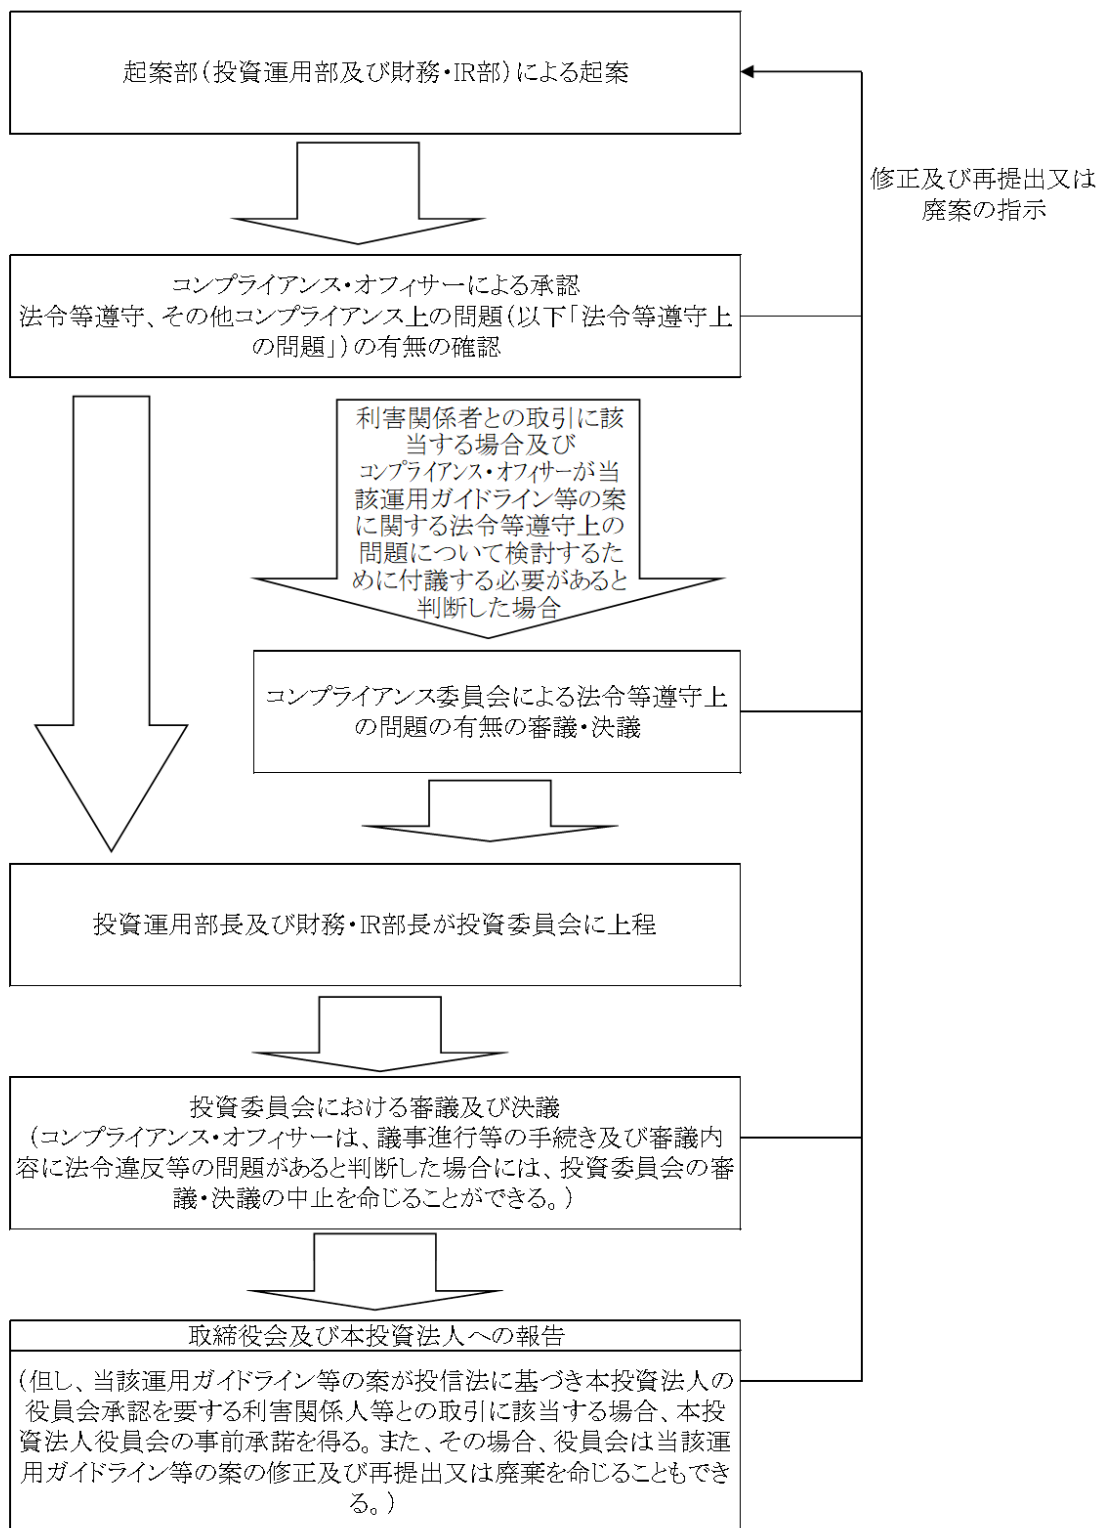 起案部(投資運用部及び財務・IR部)による起案
修正及び再提出又は
廃案の指示
コンプライアンス・オフィサーによる承認
法令等遵守、その他コンプライアンス上の問題(以下「法令等遵守上
の問題」)の有無の確認
利害関係者との取引に該
当する場合及び
コンプライアンス・オフィサーが当
該運用ガイドライン等の案
に関する法令等遵守上の
問題について検討するた
めに付議する必要があると
判断した場合
コンプライアンス委員会による法令等遵守上
の問題の有無の審議・決議
投資運用部長及び財務・IR部長が投資委員会に上程
投資委員会における審議及び決議
(コンプライアンス・オフィサーは、議事進行等の手続き及び審議内
容に法令違反等の問題があると判断した場合には、投資委員会の審
議・決議の中止を命じることができる。)
取締役会及び本投資法人への報告
(但し、当該運用ガイドライン等の案が投信法に基づき本投資法人の
役員会承認を要する利害関係人等との取引に該当する場合、本投
資法人役員会の事前承諾を得る。また、その場合、役員会は当該運
用ガイドライン等の案の修正及び再提出又は廃棄を命じることもでき
る。)